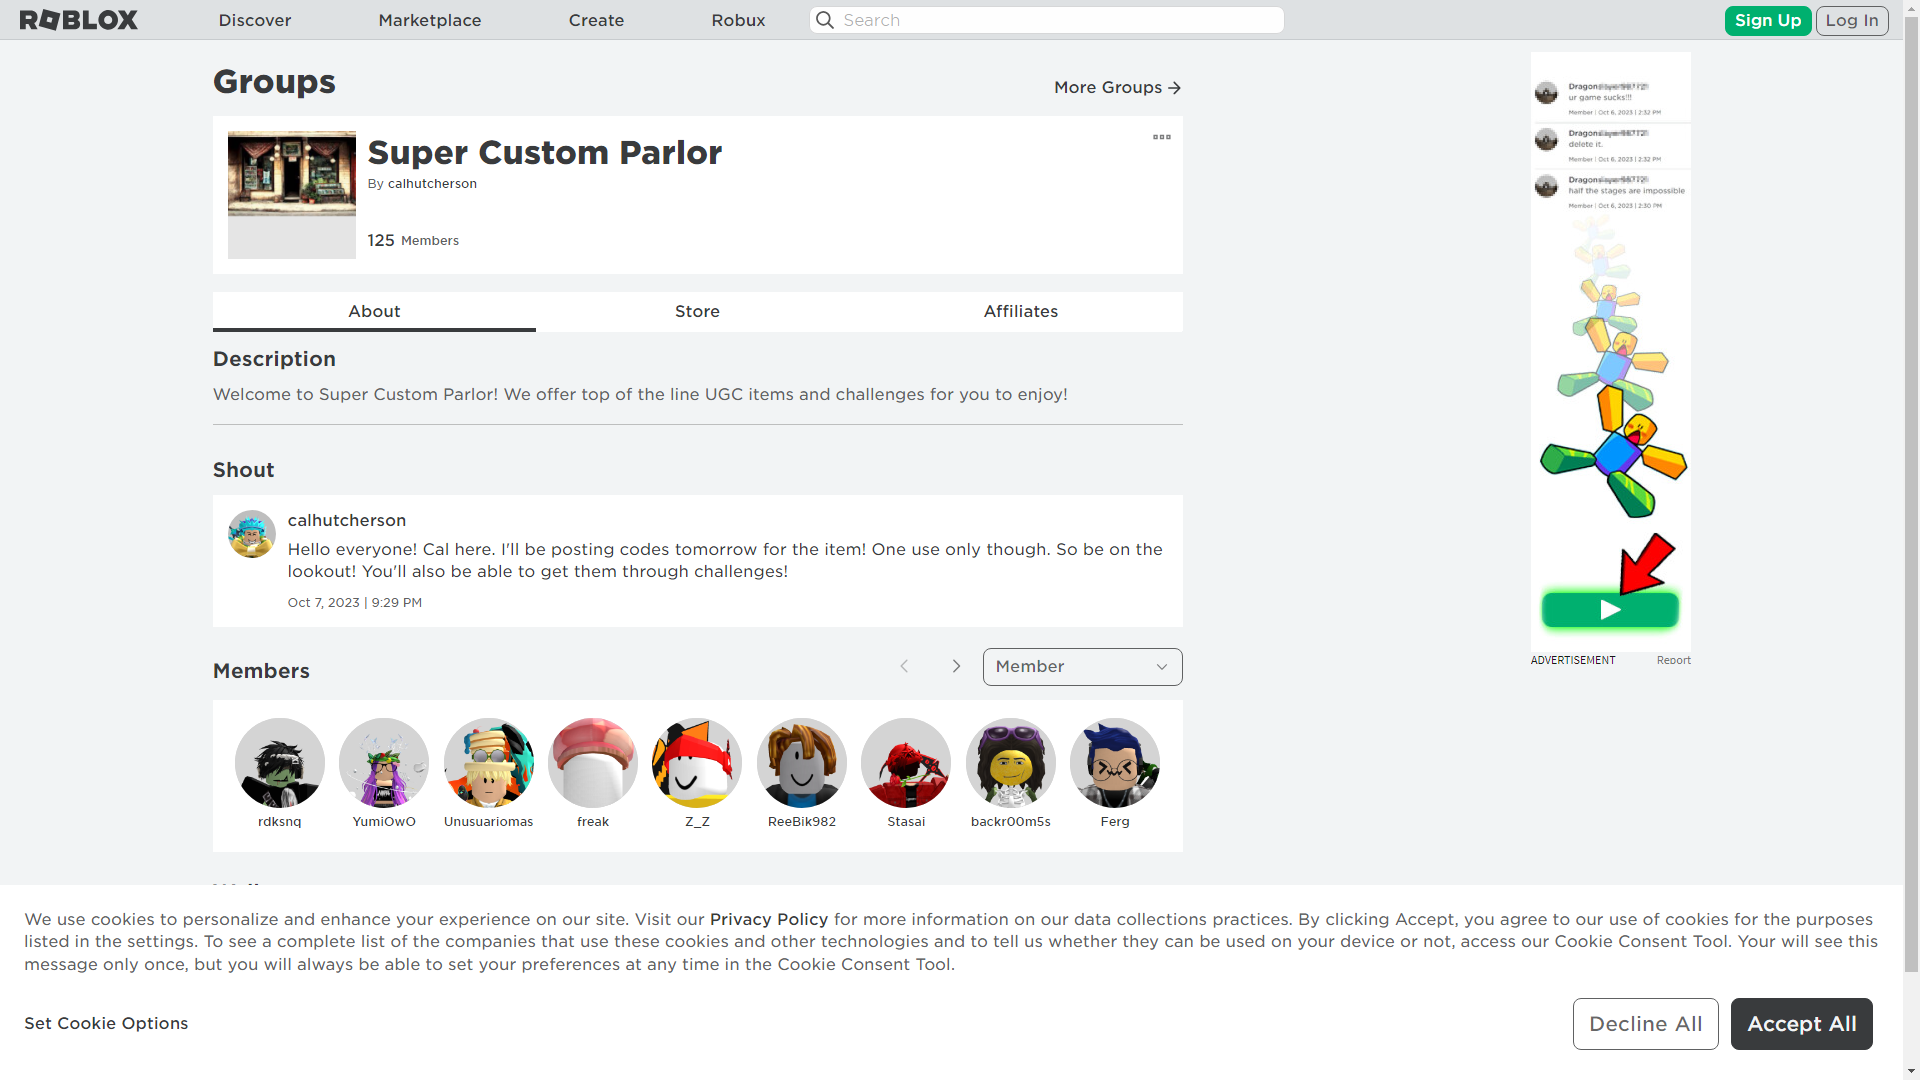 ROBLOX
Discover
Marketplace
Create
Robux
Search
Sign Up
Log In
Groups
More Groups
Super Custom Parlor
By calhutcherson
125 Members
About
Store
Affiliates
Description
Welcome to Super Custom Parlor! We offer top of the line UGC items and challenges for you to enjoy!
Shout
calhutcherson
Hello everyone! Cal here. I'll be posting codes tomorrow for the item! One use only though. So be on the
lookout! You'll also be able to get them through challenges!
Oct 7, 2023 | 9:29 PM
Members
Member
rdksnq
YumiOwO
Unusuariomas
freak
Z_Z
ReeBik982
Stasai
backr00m5s
Ferg
Dragon
ur game sucks!!!
Member | Oct 6, 2023 | 2:32 PM
Dragon
delete it.
Member | Oct 6, 2023 | 2:32 PM
Dragon
half the stages are impossible
Member | Oct 6, 2023 | 2:30 PM
ADVERTISEMENT
Report
We use cookies to personalize and enhance your experience on our site. Visit our Privacy Policy for more information on our data collections practices. By clicking Accept, you agree to our use of cookies for the purposes
listed in the settings. To see a complete list of the companies that use these cookies and other technologies and to tell us whether they can be used on your device or not, access our Cookie Consent Tool. Your will see this
message only once, but you will always be able to set your preferences at any time in the Cookie Consent Tool.
Set Cookie Options
Decline All
Accept All